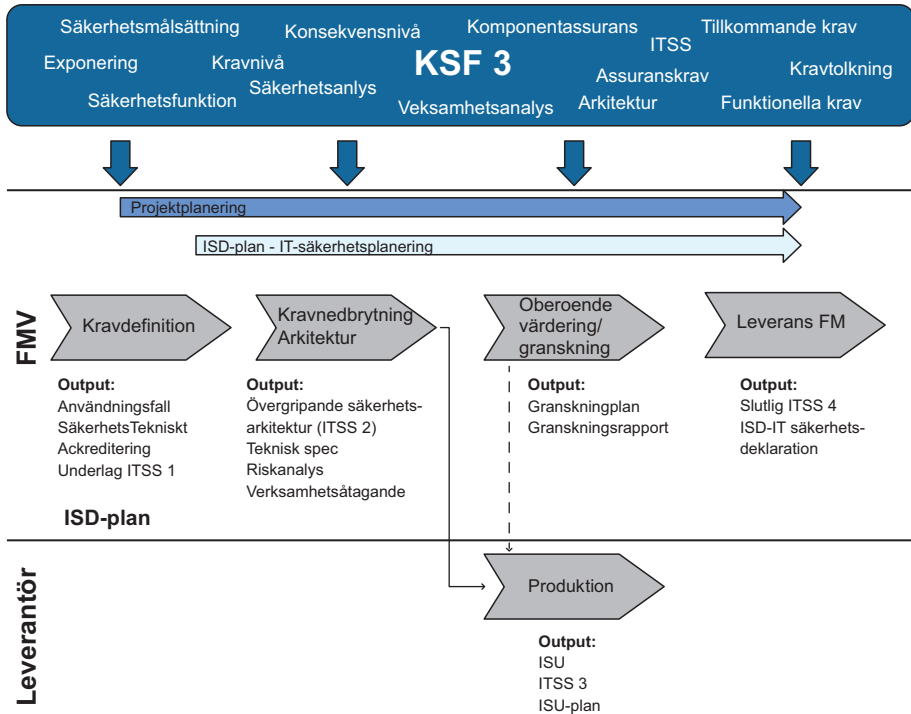 Säkerhetsmålsättning
Konsekvensnivå
Komponentassurans
Tillkommande krav
ITSS
Exponering
Kravnivå
KSF 3
Assuranskrav
Kravtolkning
Säkerhetsanlys
Säkerhetsfunktion
Veksamhetsanalys
Arkitektur
Funktionella krav
Projektplanering
ISD-plan - IT-säkerhetsplanering
FMV
Kravdefinition
Output:
Användningsfall
SäkerhetsTekniskt
Ackreditering
Underlag ITSS 1
ISD-plan
Kravnedbrytning
Arkitektur
Output:
Övergripande säkerhets-
arkitektur (ITSS 2)
Teknisk spec
Riskanalys
Verksamhetsåtagande
Oberoende
värdering/
granskning
Output:
Granskningplan
Granskningsrapport
Leverans FM
Output:
Slutlig ITSS 4
ISD-IT säkerhets-
deklaration
Leverantör
Produktion
Output:
ISU
ITSS 3
ISU-plan